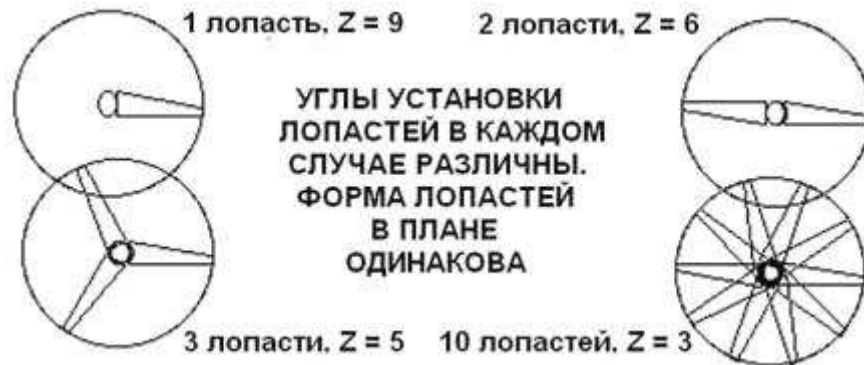 1 лопасть, Z = 9
2 лопасти, Z = 6
УГЛЫ УСТАНОВКИ
ЛОПАСТЕЙ В КАЖДОМ
СЛУЧАЕ РАЗЛИЧНЫ.
ФОРМА ЛОПАСТЕЙ
В ПЛАНЕ
ОДИНАКОВА
3 лопасти, Z = 5
10 лопастей, Z = 3